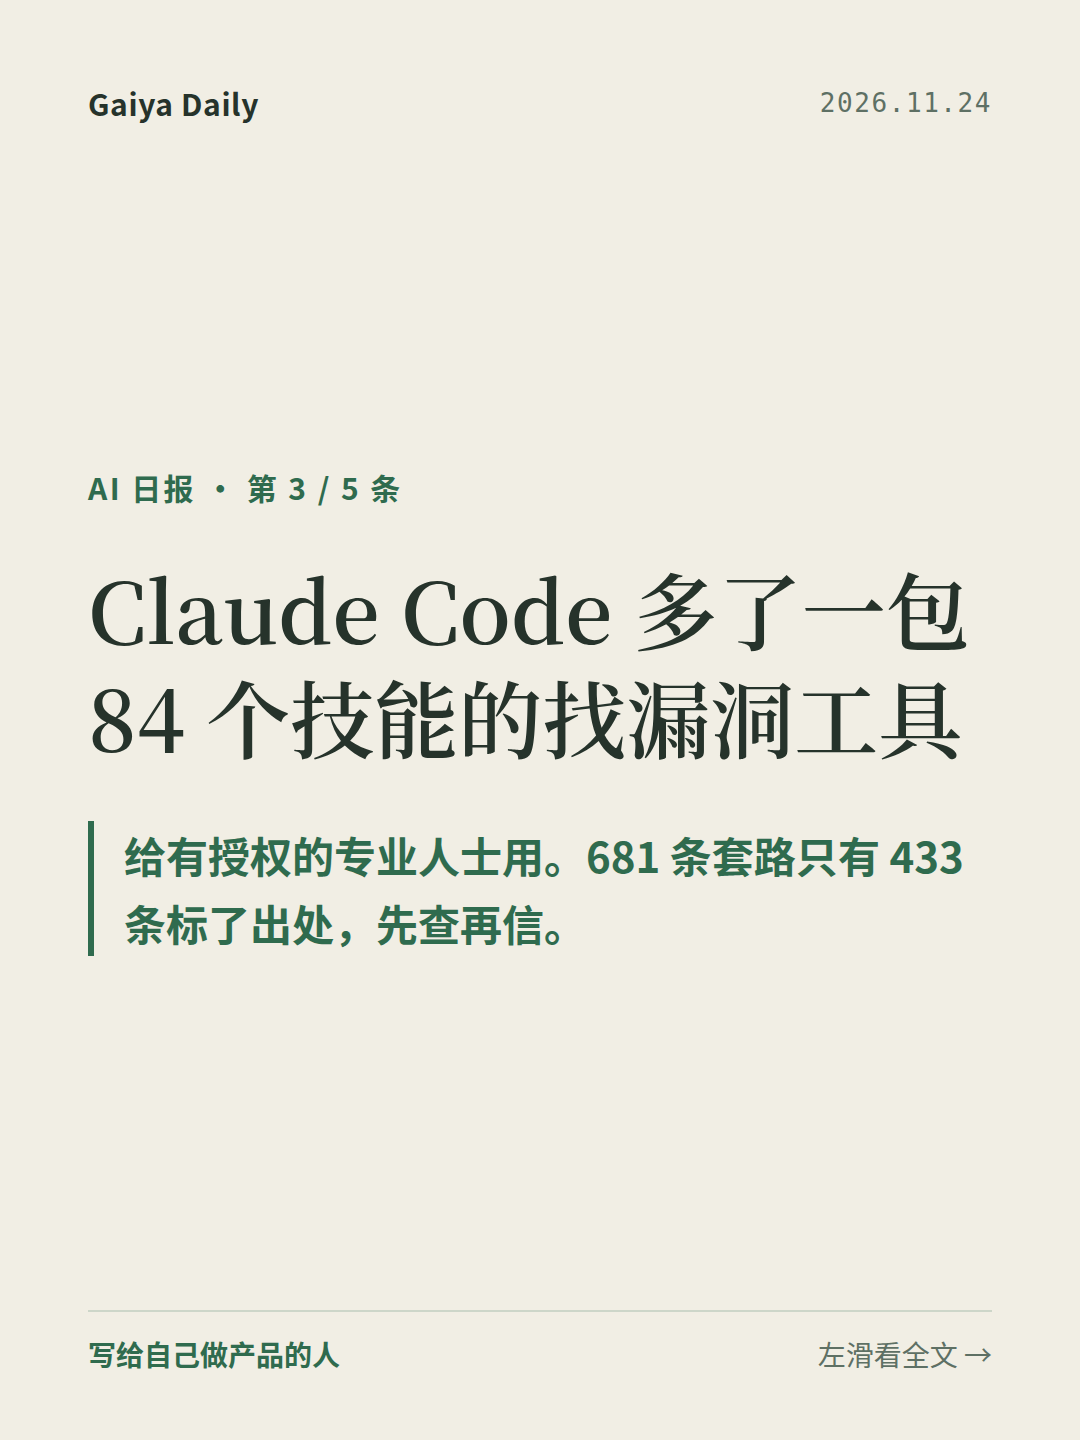 Gaiya Daily
2026.11.24
AI 日报 · 第 3 / 5 条
Claude Code 多了一包
84 个技能的找漏洞工具
给有授权的专业人士用。681 条套路只有 433
条标了出处，先查再信。
写给自己做产品的人
左滑看全文 →